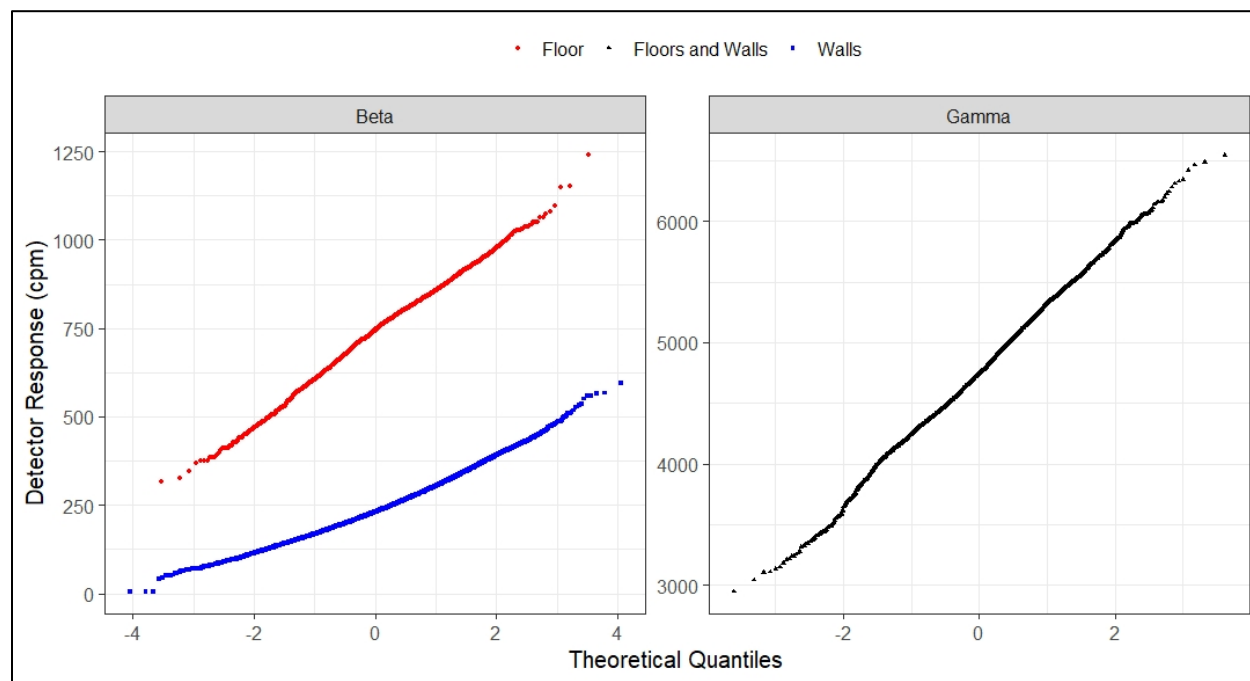 Floor Floors and Walls Walls
Beta
Gamma
Detector Response (cpm)
1250
1000
750
500
250
0
-4 -2 0 2 4
6000
5000
4000
3000
-2 0 2
Theoretical Quantiles